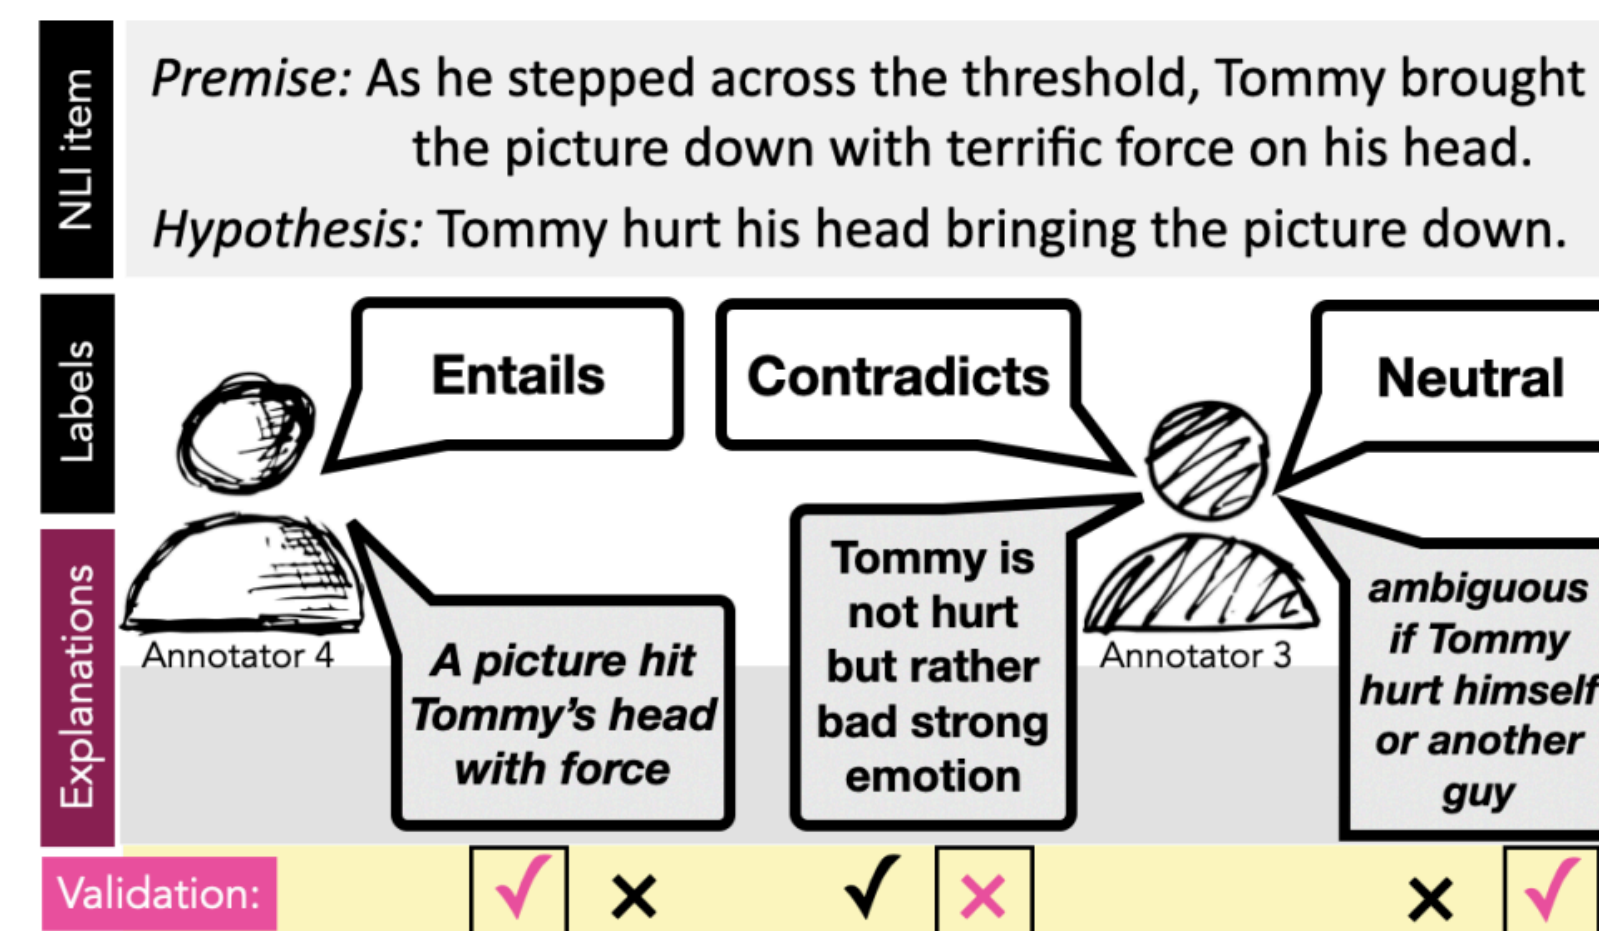 NLI item
Premise: As he stepped across the threshold, Tommy brought
the picture down with terrific force on his head.
Hypothesis: Tommy hurt his head bringing the picture down.
Labels
Entails
Contradicts
Neutral
Explanations
Annotator 4
A picture hit
Tommy’s head
with force
Tommy is
not hurt
but rather
bad strong
emotion
Annotator 3
ambiguous
if Tommy
hurt himself
or another
guy
Validation: